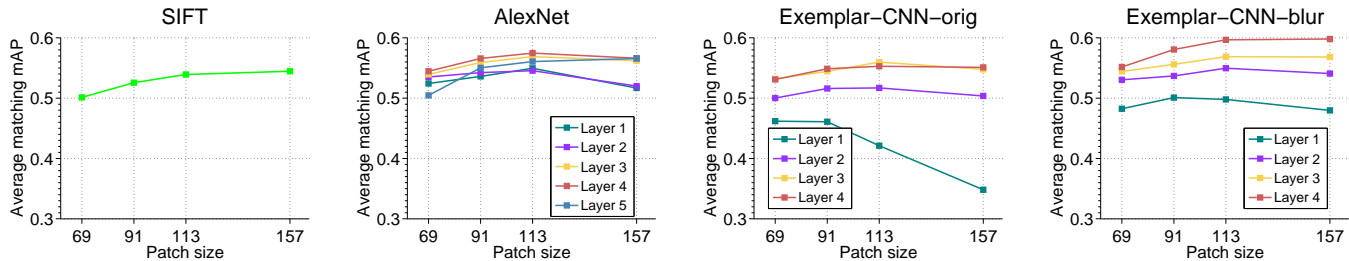 SIFT
Average matching mAP
0.6
0.5
0.4
0.3
69 91 113 157
Patch size
AlexNet
Average matching mAP
0.6
0.5
0.4
0.3
Layer 1
Layer 2
Layer 3
Layer 4
Layer 5
69 91 113 157
Patch size
Exemplar−CNN−orig
Average matching mAP
0.6
0.5
0.4
0.3
Layer 1
Layer 2
Layer 3
Layer 4
69 91 113 157
Patch size
Exemplar−CNN−blur
Average matching mAP
0.6
0.5
0.4
0.3
Layer 1
Layer 2
Layer 3
Layer 4
69 91 113 157
Patch size